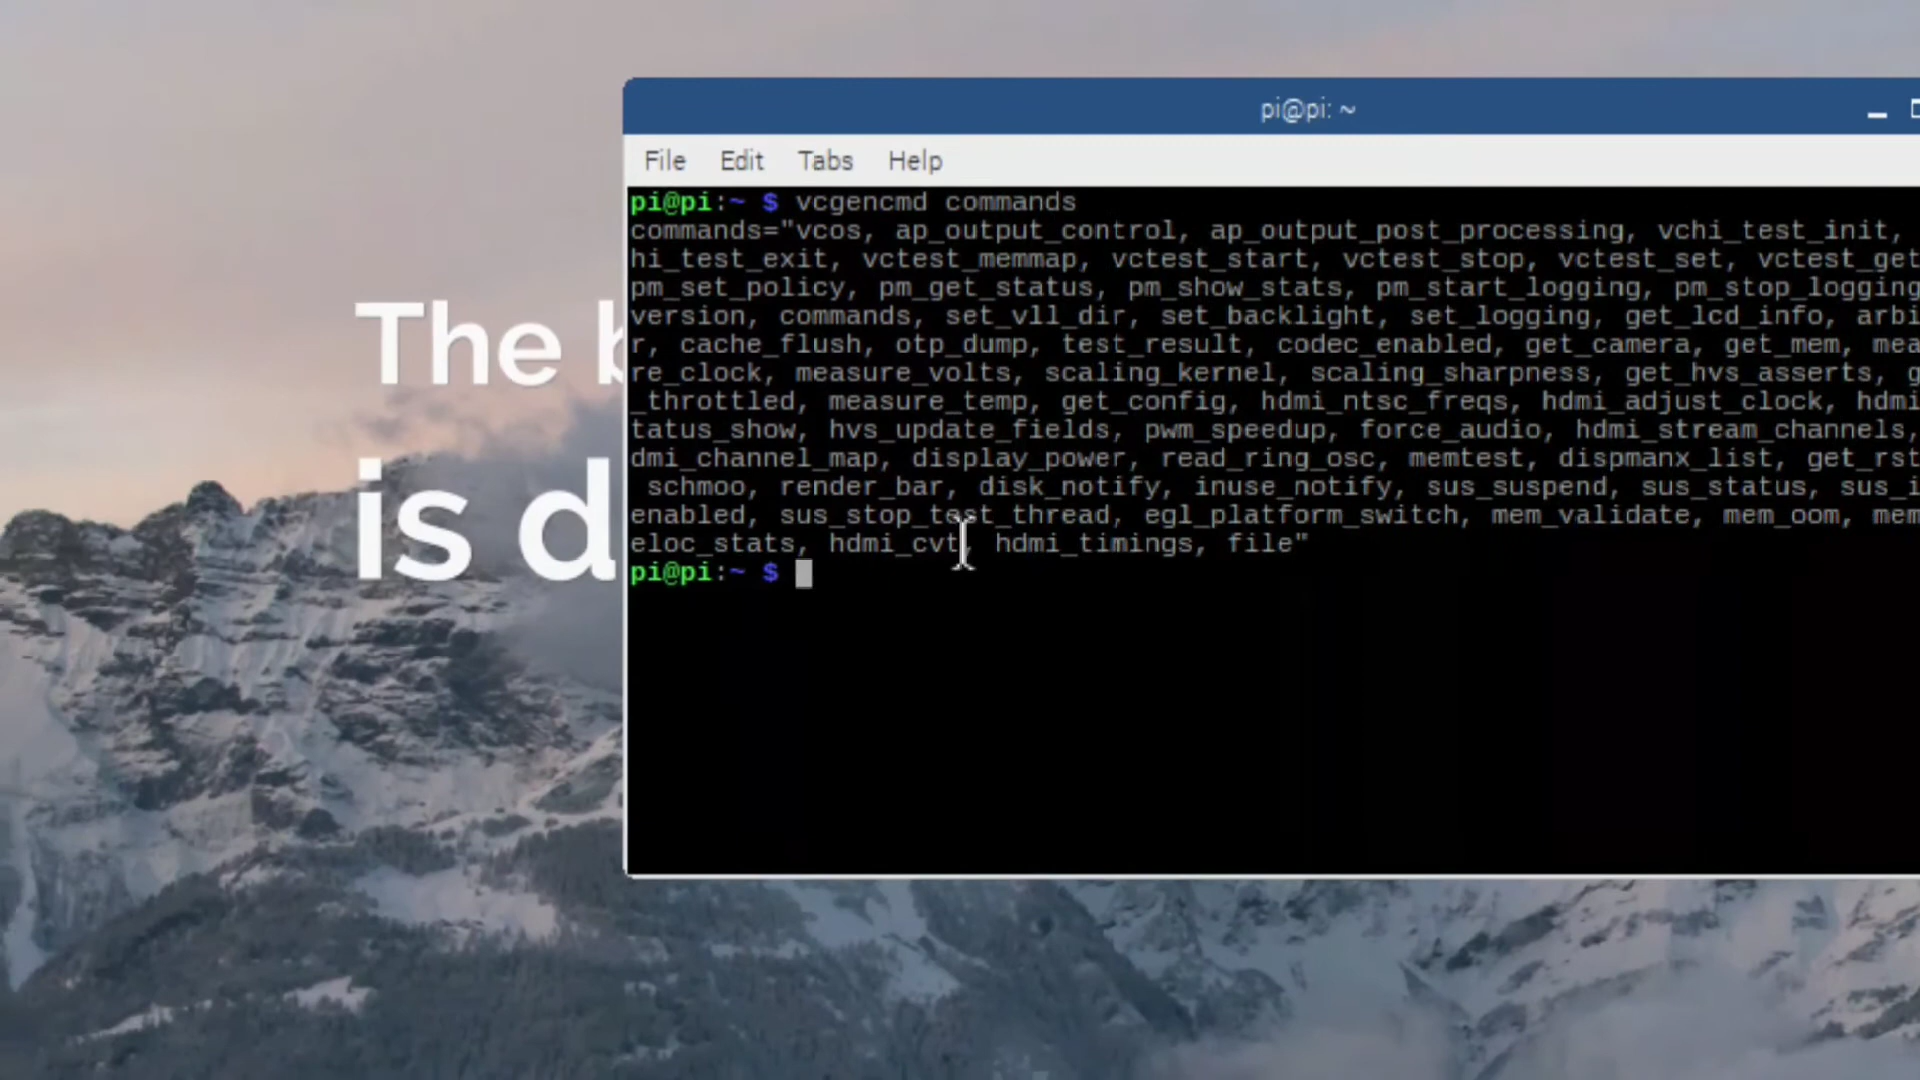 pi@pi: ~
File Edit Tabs Help
pi@pi:~ $ vcgencmd commands
commands="vcos, ap_output_control, ap_output_post_processing, vchi_test_init,
hi_test_exit, vctest_memmap, vctest_start, vctest_stop, vctest_set, vctest_get
pm_set_policy, pm_get_status, pm_show_stats, pm_start_logging, pm_stop_logging
version, commands, set_vll_dir, set_backlight, set_logging, get_lcd_info, arbi
r, cache_flush, otp_dump, test_result, codec_enabled, get_camera, get_mem, mea
re_clock, measure_volts, scaling_kernel, scaling_sharpness, get_hvs_asserts, g
_throttled, measure_temp, get_config, hdmi_ntsc_freqs, hdmi_adjust_clock, hdmi
tatus_show, hvs_update_fields, pwm_speedup, force_audio, hdmi_stream_channels,
dmi_channel_map, display_power, read_ring_osc, memtest, dispmanx_list, get_rst
schmoo, render_bar, disk_notify, inuse_notify, sus_suspend, sus_status, sus_i
enabled, sus_stop_test_thread, egl_platform_switch, mem_validate, mem_oom, mem
eloc_stats, hdmi_cvt, hdmi_timings, file"
pi@pi:~ $
The b
is d